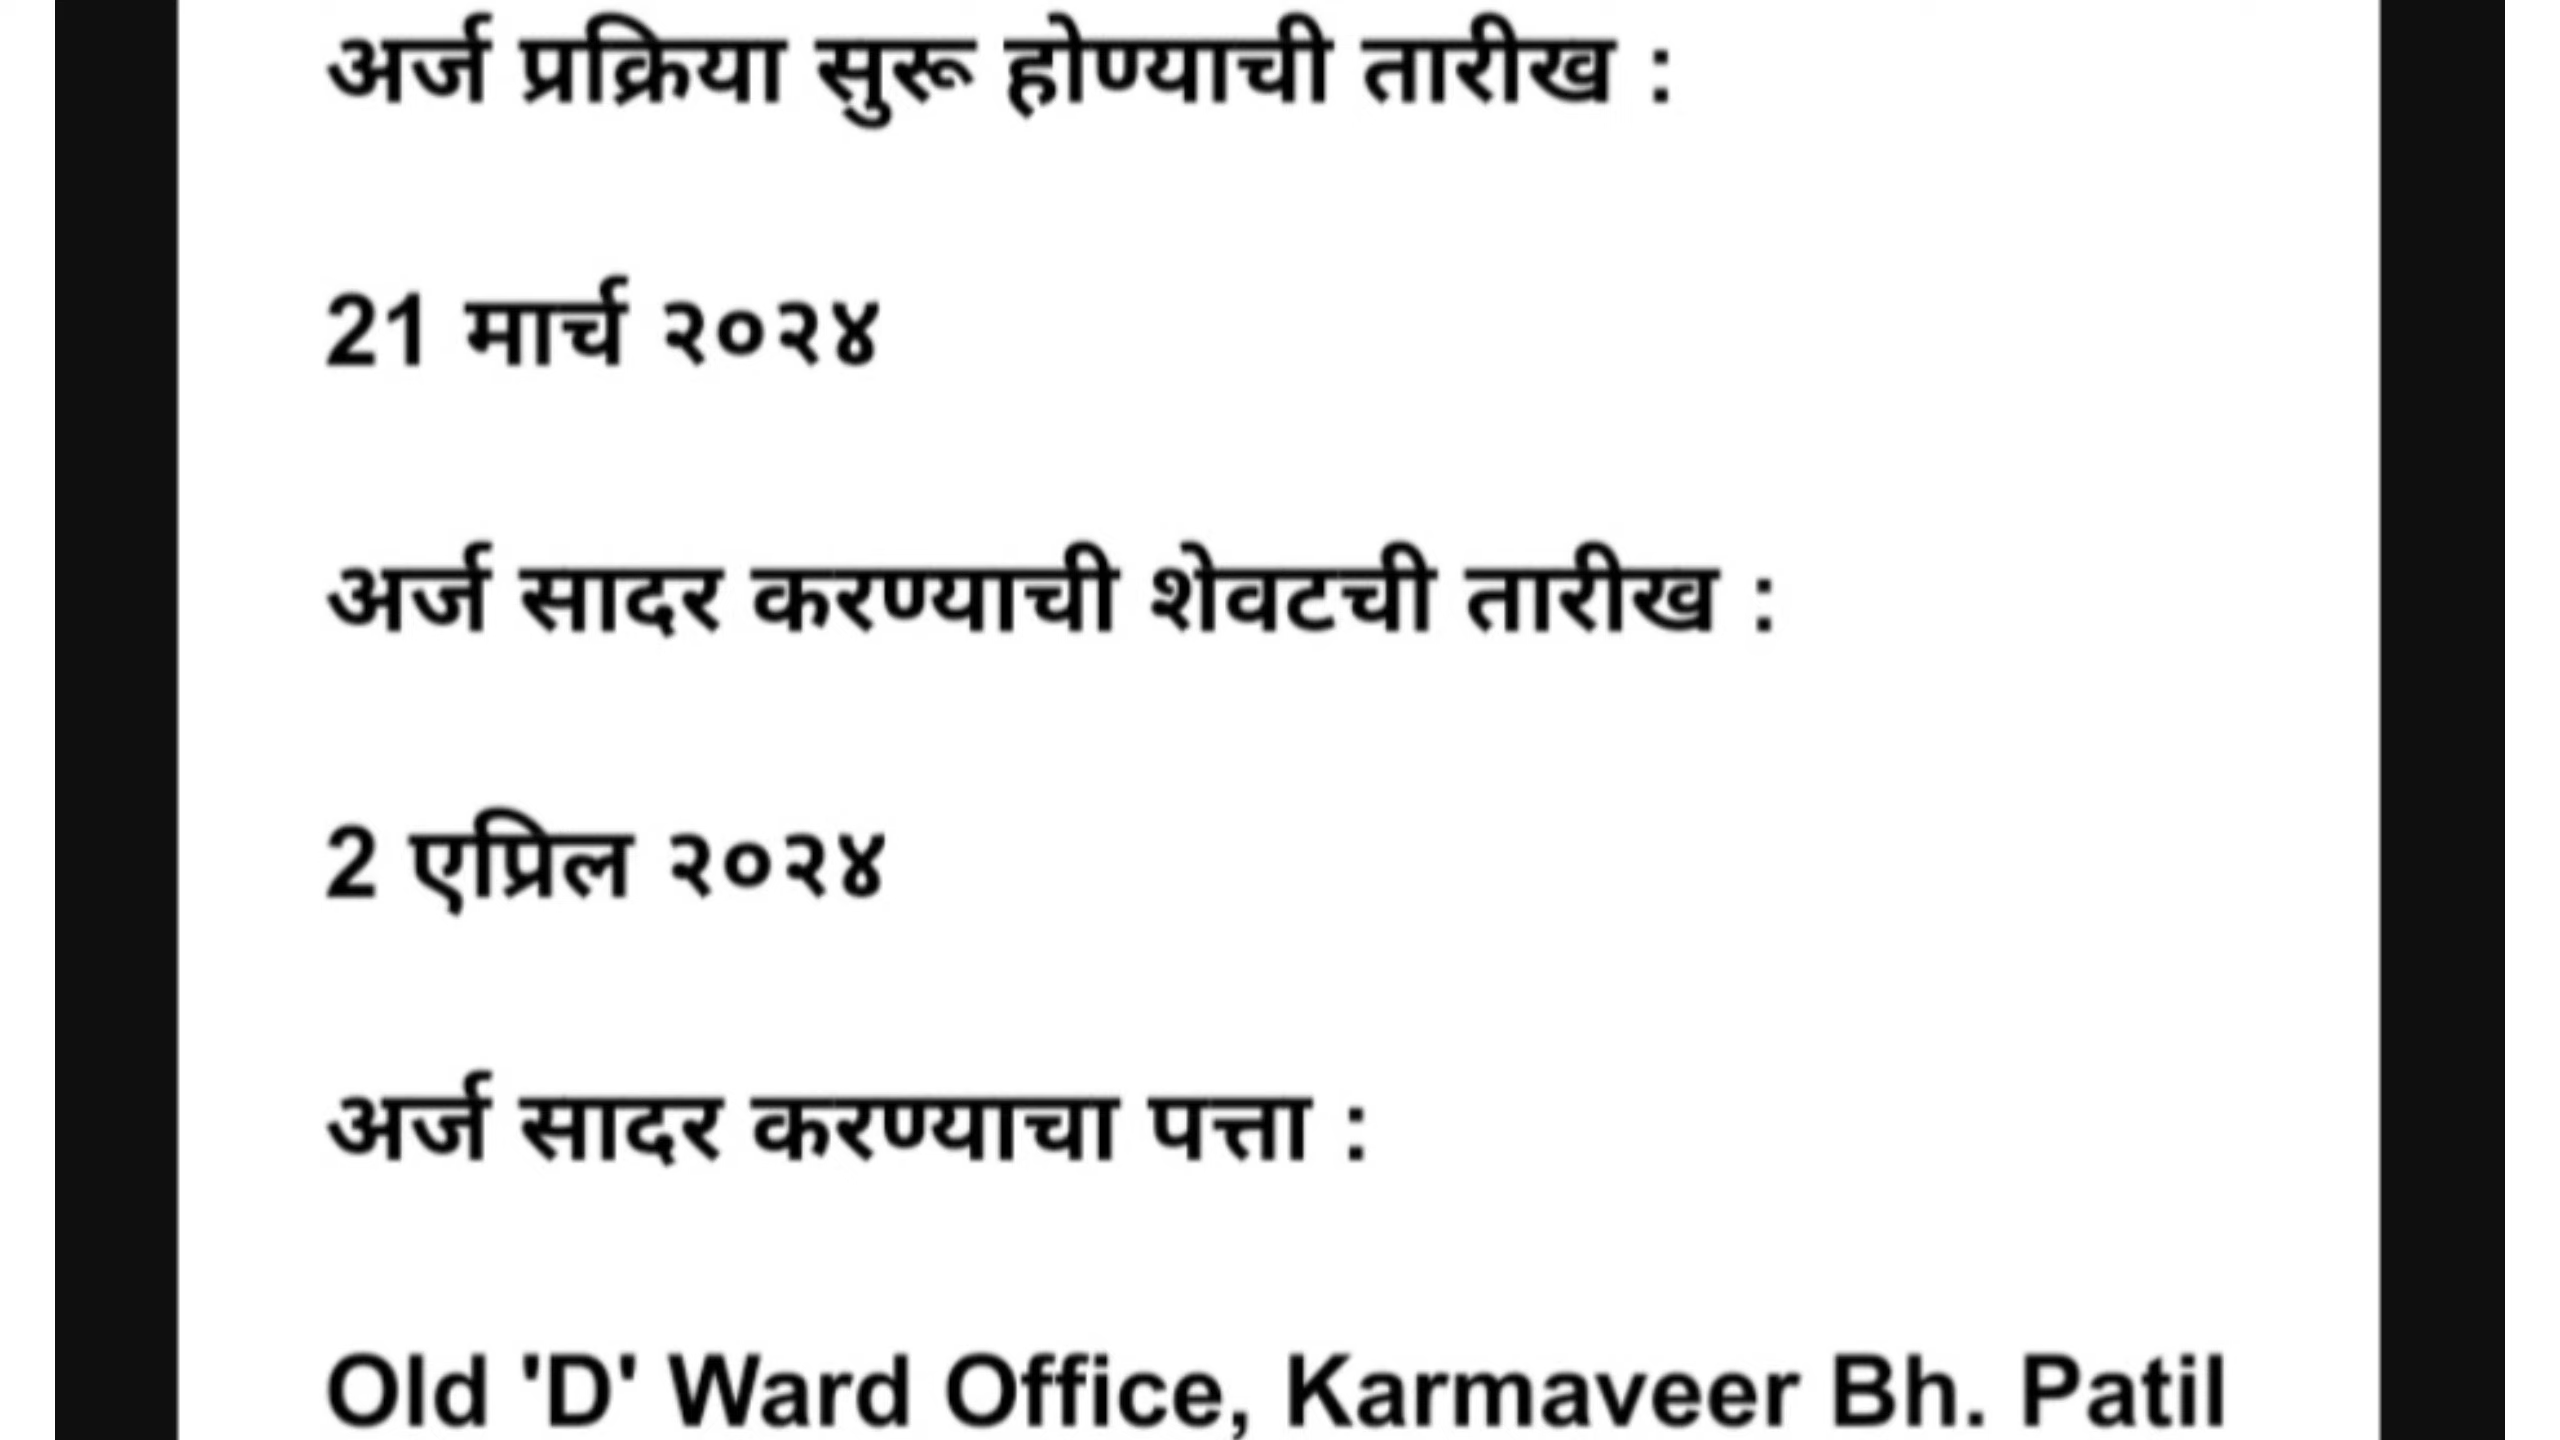 अर्ज प्रक्रिया सुरू होण्याची तारीख :
21 मार्च २०२४
अर्ज सादर करण्याची शेवटची तारीख :
2 एप्रिल २०२४
अर्ज सादर करण्याचा पत्ता :
Old 'D' Ward Office, Karmaveer Bh. Patil